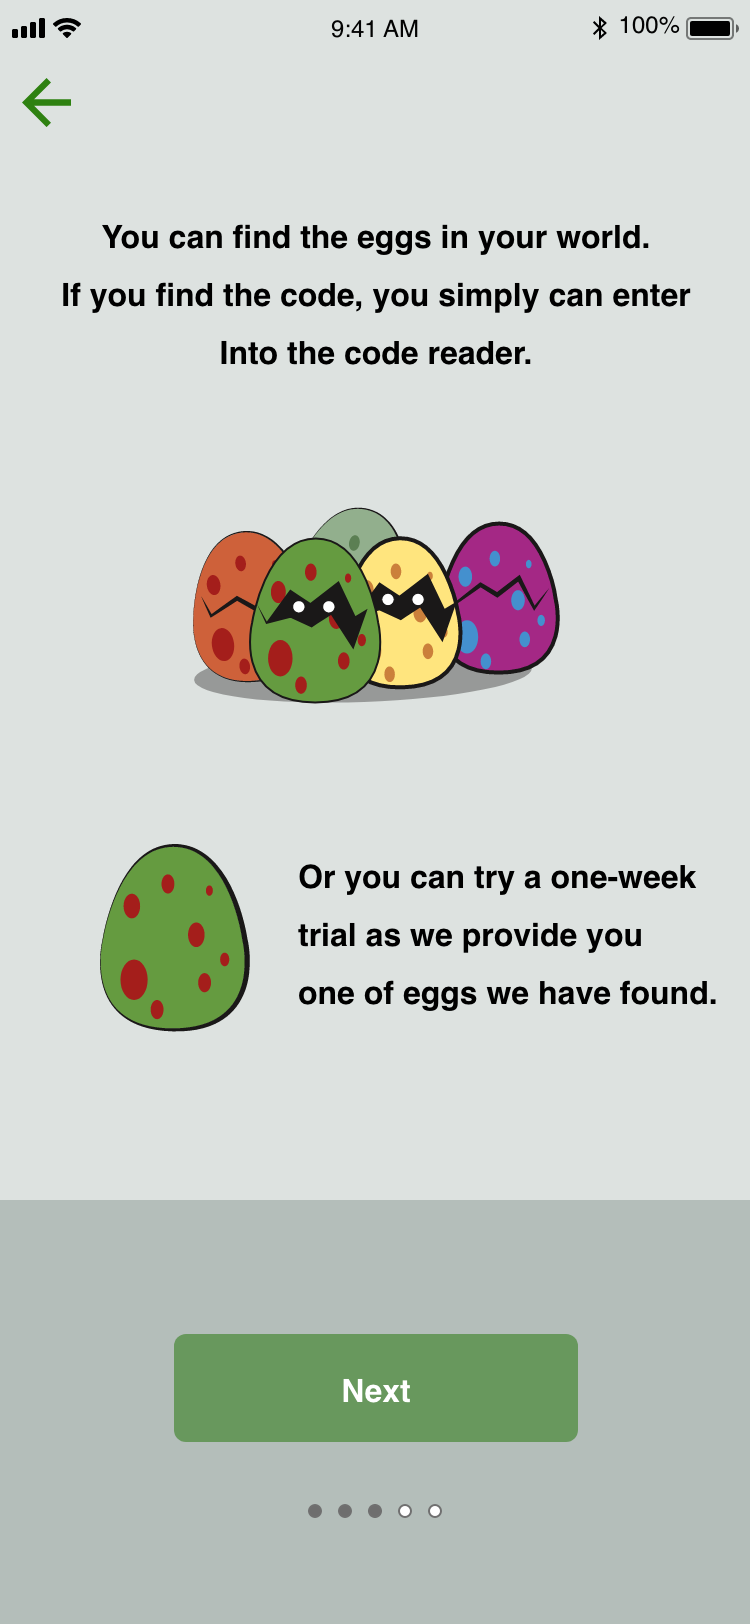 9:41 AM
100%
You can find the eggs in your world.
If you find the code, you simply can enter
Into the code reader.
Or you can try a one-week
trial as we provide you
one of eggs we have found.
Next